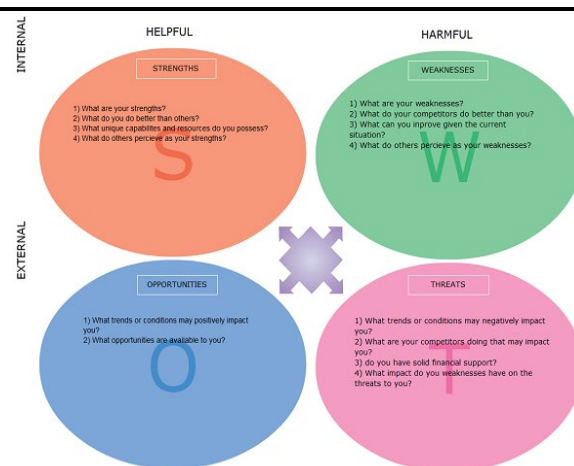 HELPFUL
HARMFUL
INTERNAL
EXTERNAL
STRENGTHS
1) What are your strengths?
2) What do you do better than others?
3) What unique capabilites and resources do you possess?
4) What do others percieve as your strengths?
S
WEAKNESSES
1) What are your weaknesses?
2) What do your competitors do better than you?
3) What can you inprove given the current
situation?
4) What do others percieve as your weaknesses?
W
OPPORTUNITIES
1) What trends or conditions may positively impact
you?
2) What opportunities are available to you?
O
THREATS
1) What trends or conditions may negatively impact
you?
2) What are your competitors doing that may impact
you?
3) do you have solid financial support?
4) What impact do you weaknesses have on the
threats to you?
T